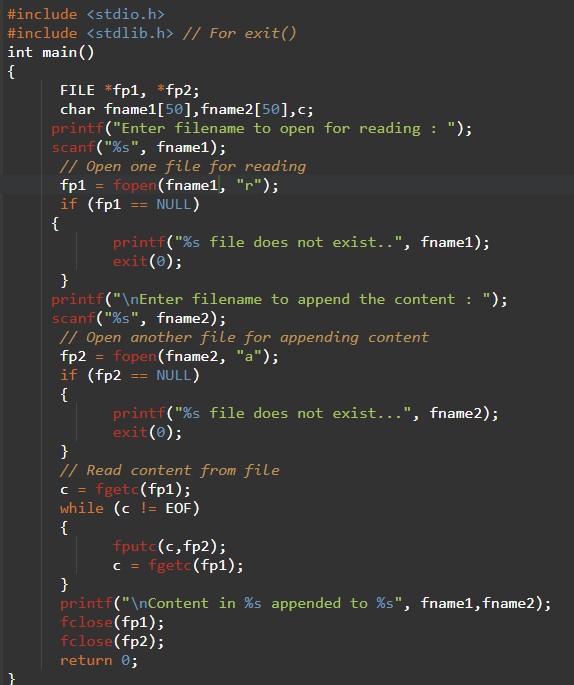 #include <stdio.h>
#include <stdlib.h> // For exit()
int main()
{
FILE *fp1, *fp2;
char fname1[50],fname2[50],c;
printf("Enter filename to open for reading : ");
scanf("%s", fname1);
// Open one file for reading
fp1 = fopen(fname1, "r");
if (fp1 == NULL)
{
printf("%s file does not exist..", fname1);
exit(0);
}
printf("\nEnter filename to append the content : ");
scanf("%s", fname2);
// Open another file for appending content
fp2 = fopen(fname2, "a");
if (fp2 == NULL)
{
printf("%s file does not exist...", fname2);
exit(0);
}
// Read content from file
c = fgetc(fp1);
while (c != EOF)
{
fputc(c,fp2);
c = fgetc(fp1);
}
printf("\nContent in %s appended to %s", fname1,fname2);
fclose(fp1);
fclose(fp2);
return 0;
}